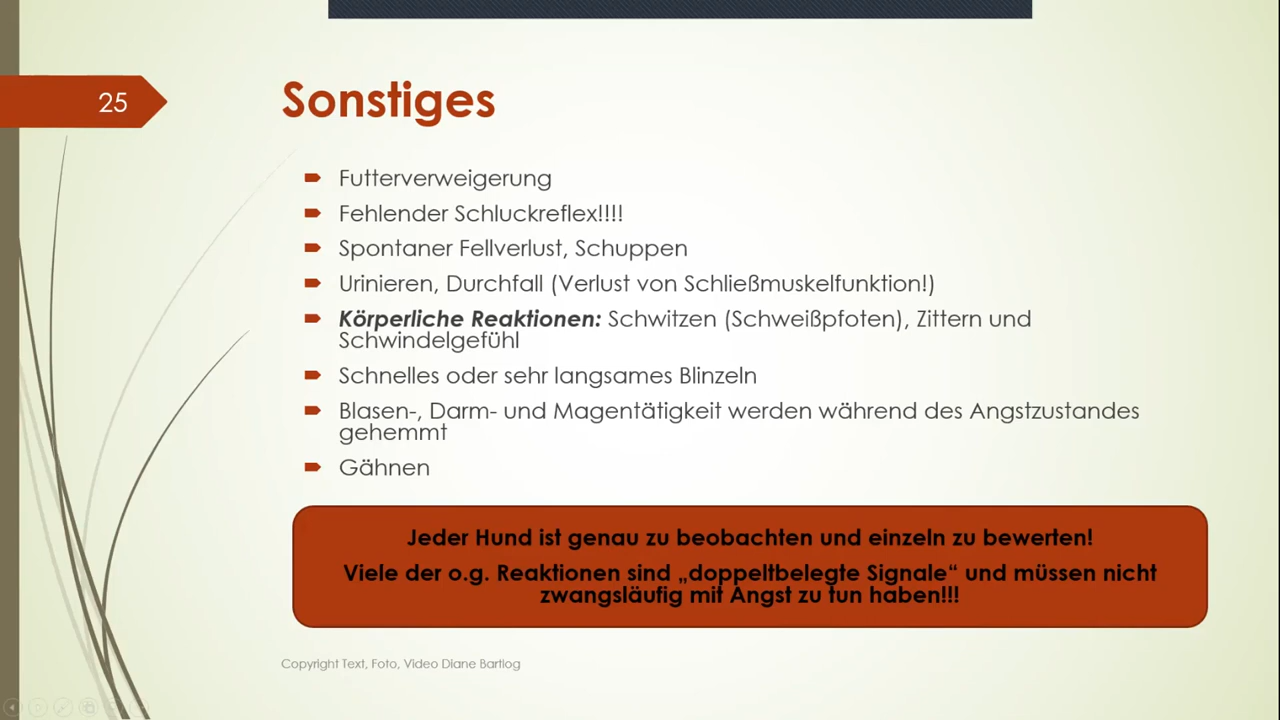 25
Sonstiges
Futterverweigerung
Fehlender Schluckreflex!!!!
Spontaner Fellverlust, Schuppen
Urinieren, Durchfall (Verlust von Schließmuskelfunktion!)
Körperliche Reaktionen: Schwitzen (Schweißpfoten), Zittern und
Schwindelgefühl
Schnelles oder sehr langsames Blinzeln
Blasen-, Darm- und Magentätigkeit werden während des Angstzustandes
gehemmt
Gähnen
Jeder Hund ist genau zu beobachten und einzeln zu bewerten!
Viele der o.g. Reaktionen sind „doppeltbelegte Signale“ und müssen nicht
zwangsläufig mit Angst zu tun haben!!!
Copyright Text, Foto, Video Diane Bartlog